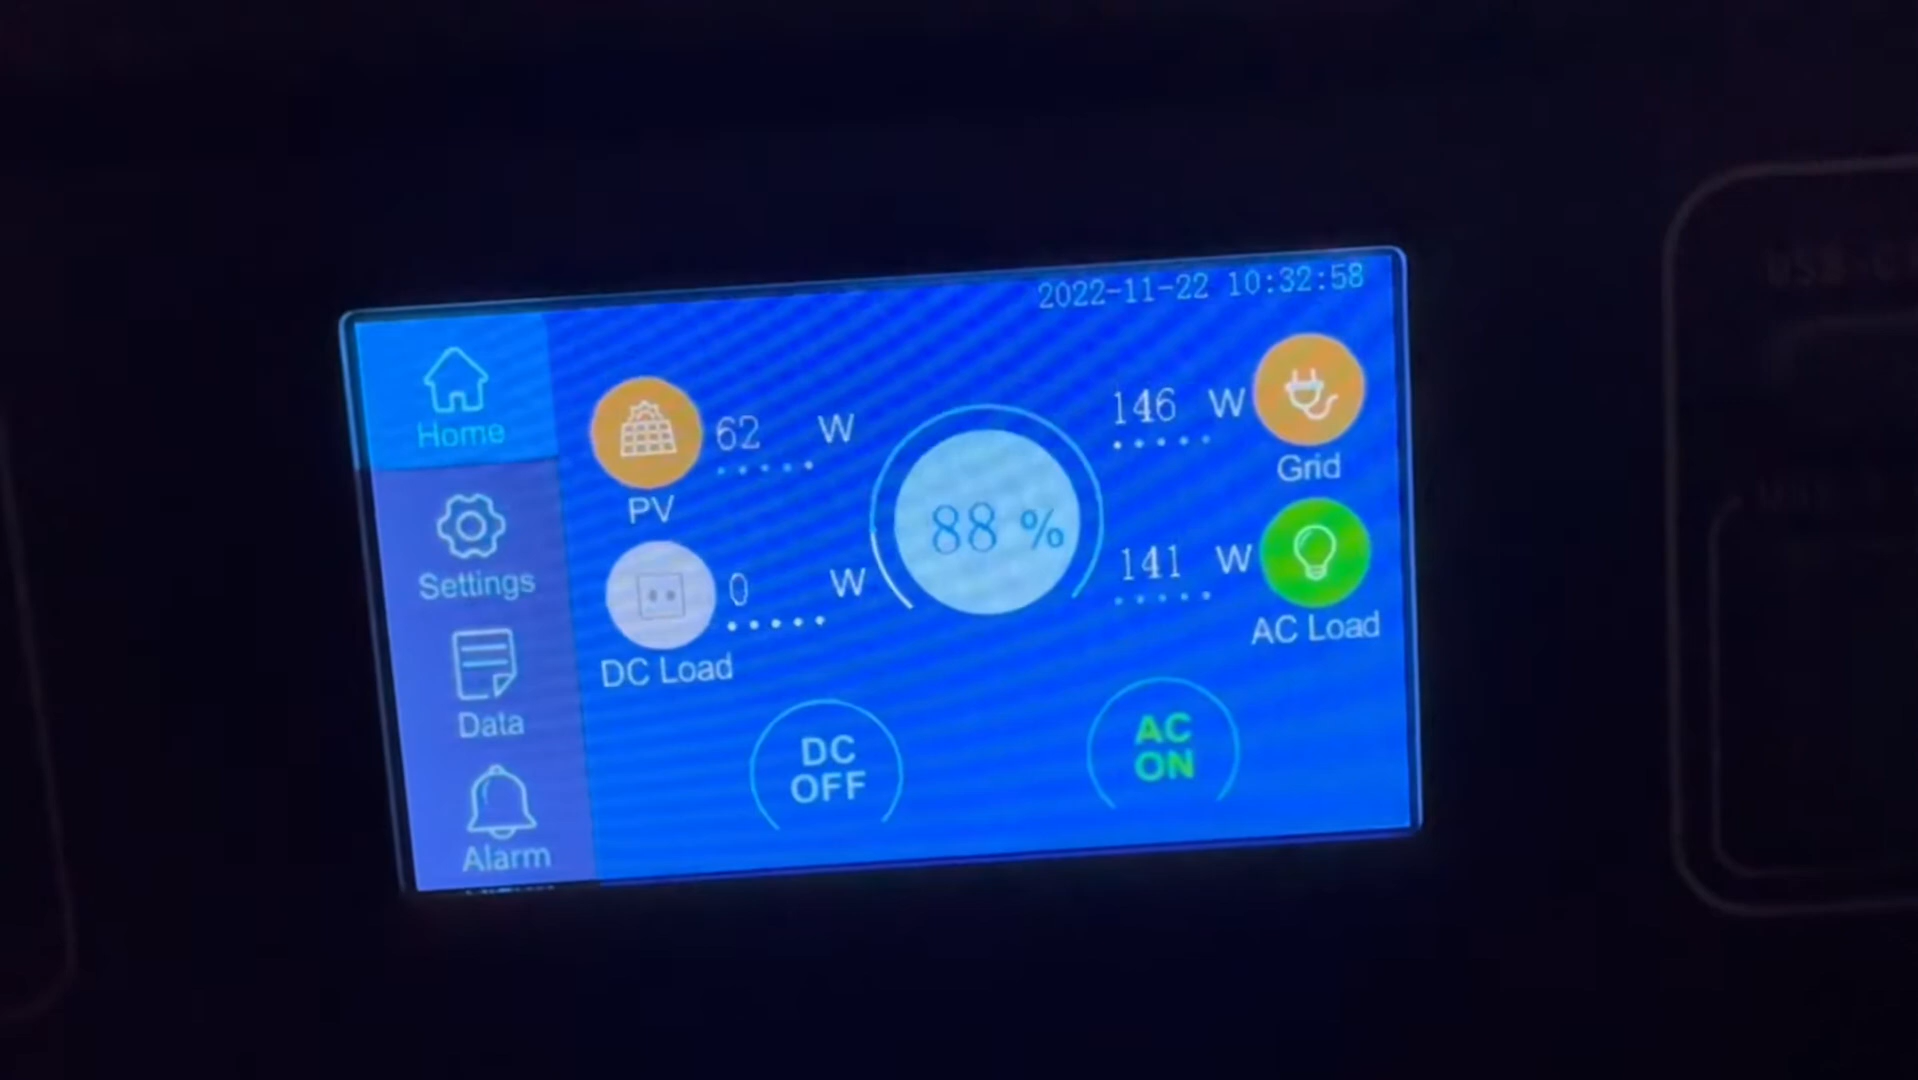 2022-11-22 10:32:58
Home
Settings
Data
Alarm
62 W
PV
0 W
DC Load
88 %
146 W
Grid
141 W
AC Load
DC
OFF
AC
ON
USB-C